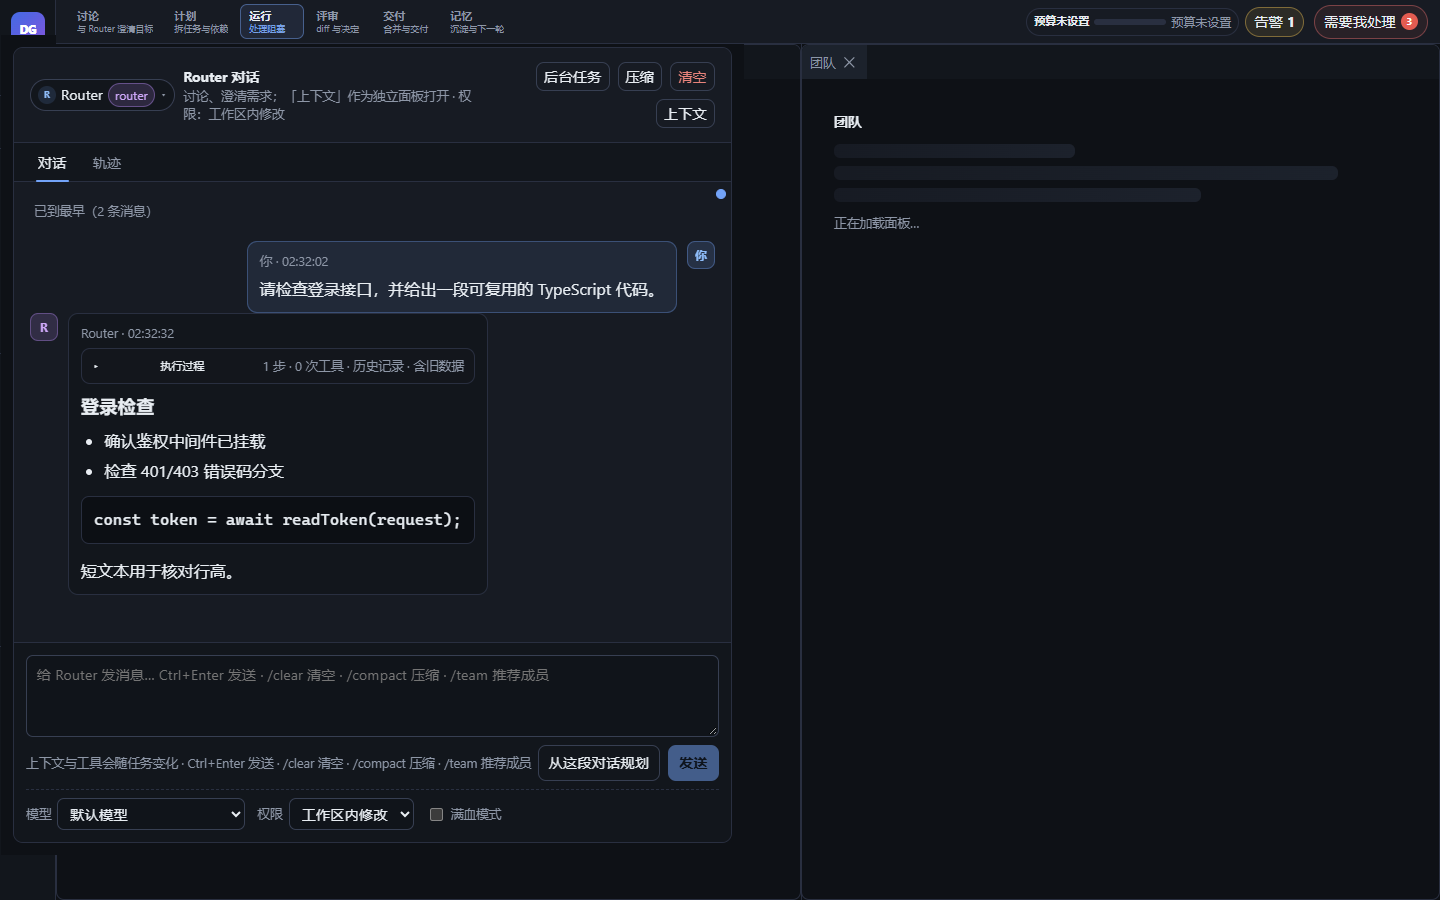 DG
讨论
与 Router 澄清目标
计划
拆任务与依赖
运行
处理阻塞
评审
diff 与决定
交付
合并与交付
记忆
沉淀与下一轮
预算未设置
预算未设置
告警 1
需要我处理 3
R Router router
Router 对话
讨论、澄清需求；「上下文」作为独立面板打开 · 权
限：工作区内修改
后台任务
压缩
清空
上下文
对话
轨迹
已到最早（2 条消息）
你 · 02:32:02
请检查登录接口，并给出一段可复用的 TypeScript 代码。
你
R
Router · 02:32:32
执行过程
1 步 · 0 次工具 · 历史记录 · 含旧数据
登录检查
• 确认鉴权中间件已挂载
• 检查 401/403 错误码分支
const token = await readToken(request);
短文本用于核对行高。
给 Router 发消息... Ctrl+Enter 发送 · /clear 清空 · /compact 压缩 · /team 推荐成员
上下文与工具会随任务变化 · Ctrl+Enter 发送 · /clear 清空 · /compact 压缩 · /team 推荐成员
从这段对话规划
发送
模型
默认模型
权限
工作区内修改
满血模式
团队
团队
正在加载面板...